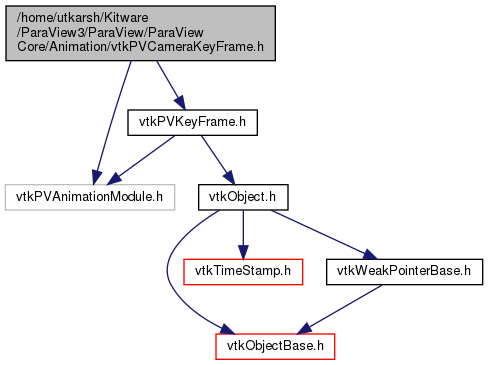 /home/utkarsh/Kitware
/ParaView3/ParaView/ParaView
Core/Animation/vtkPVCameraKeyFrame.h
vtkPVKeyFrame.h
vtkPVAnimationModule.h
vtkObject.h
vtkTimeStamp.h
vtkWeakPointerBase.h
vtkObjectBase.h